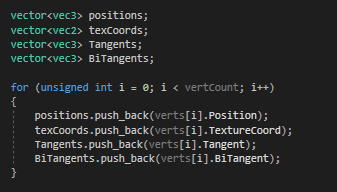 vector<vec3> positions;
vector<vec2> texCoords;
vector<vec3> Tangents;
vector<vec3> BiTangents;
for (unsigned int i = 0; i < vertCount; i++)
{
positions.push_back(verts[i].Position);
texCoords.push_back(verts[i].TextureCoord);
Tangents.push_back(verts[i].Tangent);
BiTangents.push_back(verts[i].BiTangent);
}